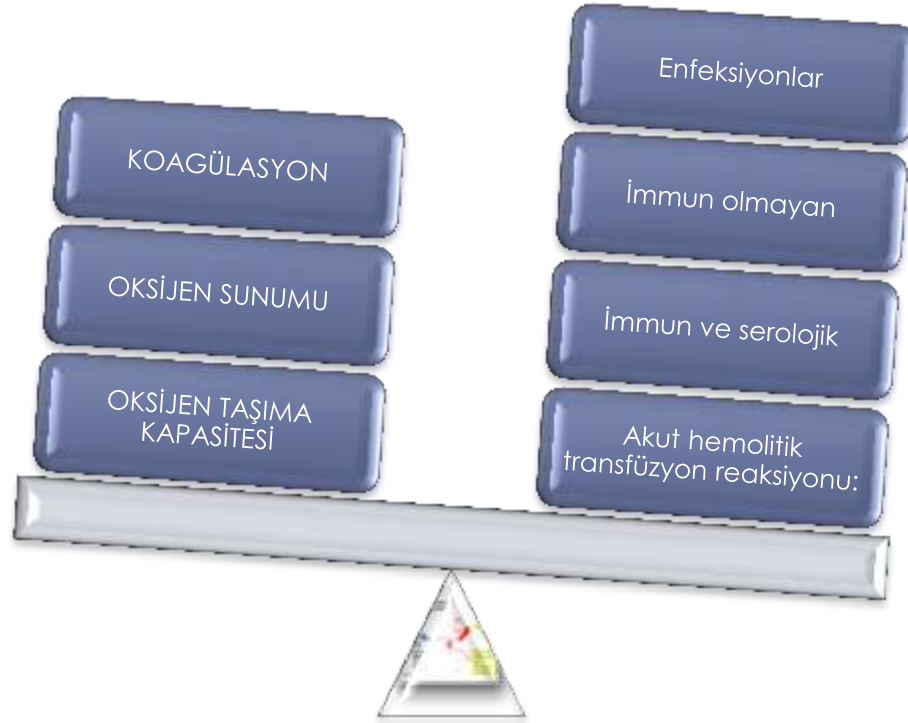 KOAGÜLASYON
OKSİJEN SUNUMU
OKSİJEN TAŞIMA
KAPASİTESİ
Enfeksiyonlar
İmmun olmayan
İmmun ve serolojik
Akut hemolitik
transfüzyon reaksiyonu: